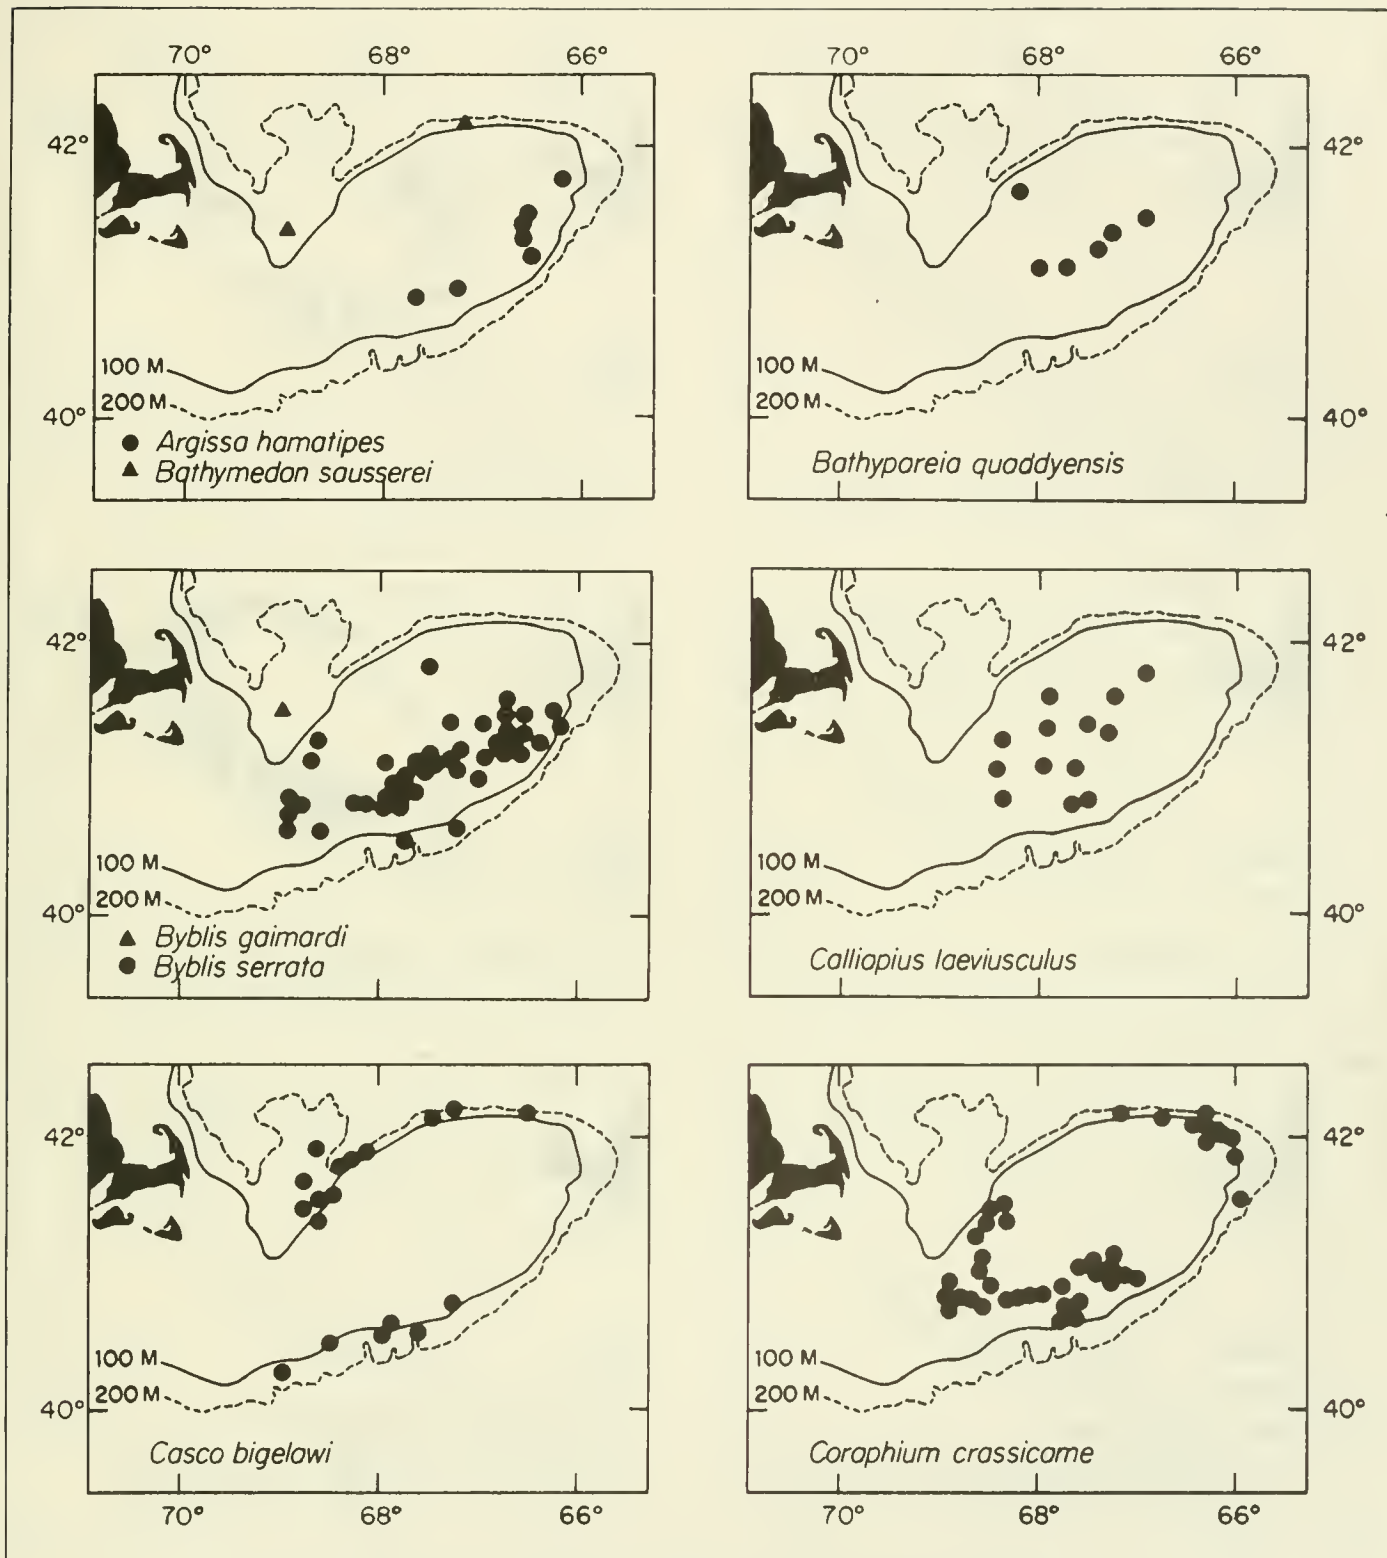 70° 68° 66° 70° 68° 66°
42° 42°
100 M 100 M
200 M 200 M
40° 40°
● Argissa hamatipes
▲ Bathymedon sausserei
Bathyporeia quoddyensis
42° 42°
100 M 100 M
200 M 200 M
40° 40°
▲ Byblis gaimardi
● Byblis serrata
Calliopius laeviusculus
42° 42°
100 M 100 M
200 M 200 M
40° 40°
Casco bigelowi
Corophium crassicorne
70° 68° 66° 70° 68° 66°